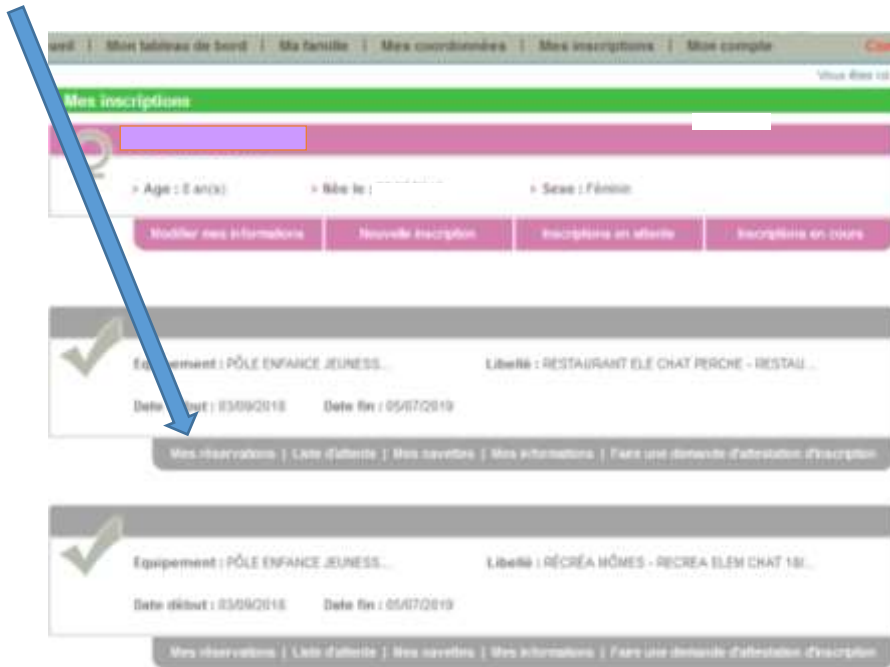 ueil | Mon tableau de bord | Ma famille | Mes coordonnées | Mes inscriptions | Mon compte
Vous êtes
Mes inscriptions
Age : 8 an(s) Née le : Sexe : Féminin
Modifier mes informations Nouvelle inscription Inscriptions en attente Inscriptions en cours
Equipement : PÔLE ENFANCE JEUNESS... Libellé : RESTAURANT ELE CHAT PERCHE - RESTAU...
Date début : 03/09/2018 Date fin : 05/07/2019
Mes réservations | Liste d'attente | Mes navettes | Mes informations | Faire une demande d'attestation d'inscription
Equipement : PÔLE ENFANCE JEUNESS... Libellé : RÉCRÉA MÔMES - RECREA ELEM CHAT 18/...
Date début : 03/09/2018 Date fin : 05/07/2019
Mes réservations | Liste d'attente | Mes navettes | Mes informations | Faire une demande d'attestation d'inscription